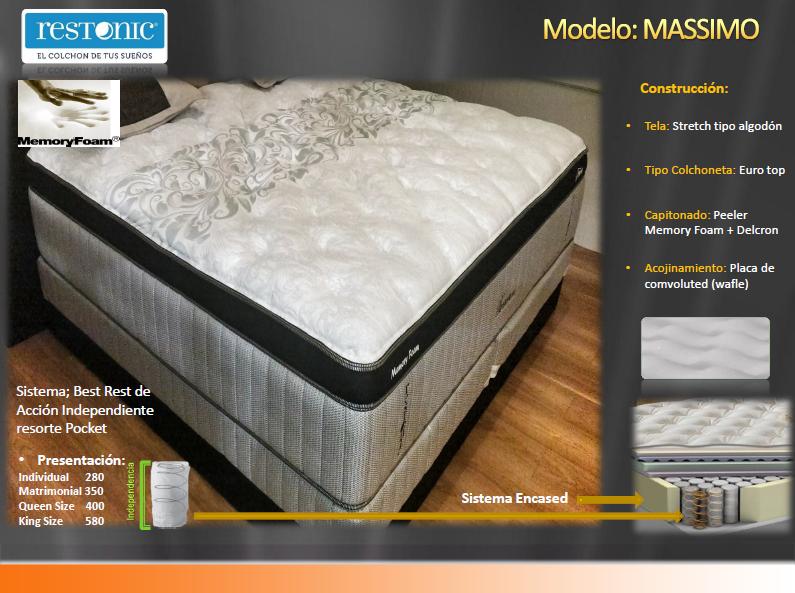 RESTONIC®
EL COLCHON DE TUS SUEÑOS
Modelo: MASSIMO
MemoryFoam®
Construcción:
• Tela: Stretch tipo algodón
• Tipo Colchoneta: Euro top
• Capitonado: Peeler
Memory Foam + Delcron
• Acojinamiento: Placa de
comvoluted (wafle)
Memory Foam
Sistema; Best Rest de
Acción Independiente
resorte Pocket
• Presentación:
Individual 280
Matrimonial 350
Queen Size 400
King Size 580
Independencia
Sistema Encased